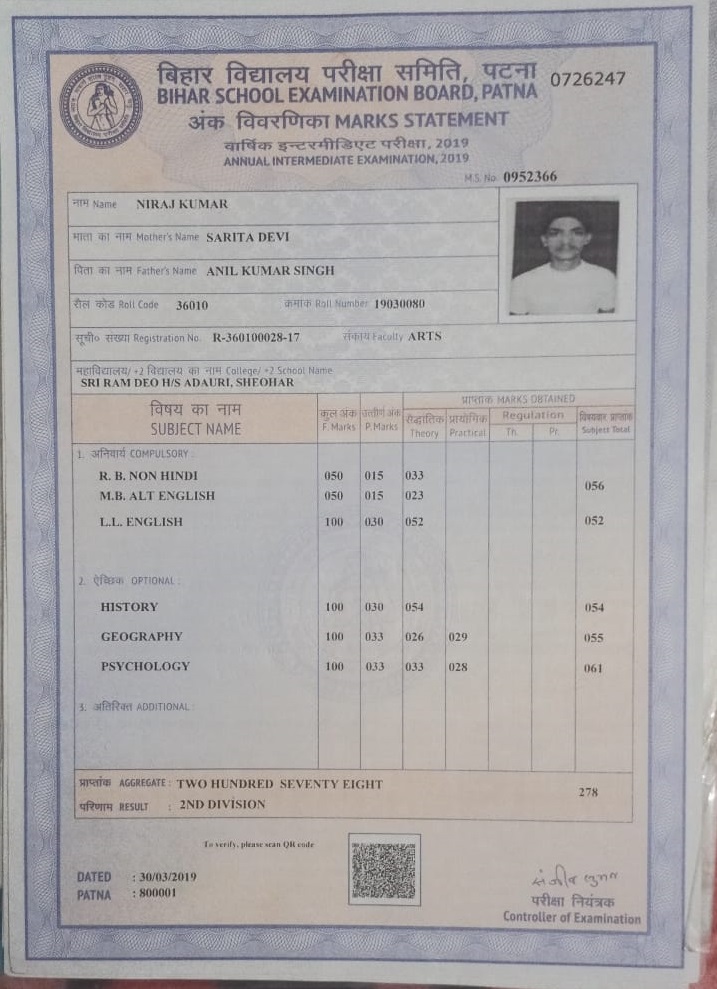 बिहार विद्यालय परीक्षा समिति, पटना 0726247
BIHAR SCHOOL EXAMINATION BOARD, PATNA
अंक विवरणिका MARKS STATEMENT
वार्षिक इन्टरमीडिएट परीक्षा, 2019
ANNUAL INTERMEDIATE EXAMINATION, 2019
M.S. No. 0952366
नाम Name NIRAJ KUMAR
माता का नाम Mother's Name SARITA DEVI
पिता का नाम Father's Name ANIL KUMAR SINGH
रौल कोड Roll Code 36010 क्रमांक Roll Number 19030080
सूची० संख्या Registration No. R-360100028-17 संकाय Faculty ARTS
महाविद्यालय/ +2 विद्यालय का नाम College/ +2 School Name
SRI RAM DEO H/S ADAURI, SHEOHAR
विषय का नाम SUBJECT NAME कुल अंक F. Marks उत्तीर्ण अंक P.Marks प्राप्तांक MARKS OBTAINED
सैद्धांतिक Theory प्रायोगिक Practical Regulation Th. Pr. विषयवार प्राप्तांक Subject Total
1. अनिवार्य COMPULSORY :
R. B. NON HINDI 050 015 033
056
M.B. ALT ENGLISH 050 015 023
L.L. ENGLISH 100 030 052 052
2. ऐच्छिक OPTIONAL :
HISTORY 100 030 054 054
GEOGRAPHY 100 033 026 029 055
PSYCHOLOGY 100 033 033 028 061
3. अतिरिक्त ADDITIONAL :
प्राप्तांक AGGREGATE : TWO HUNDRED SEVENTY EIGHT 278
परिणाम RESULT : 2ND DIVISION
To verify, please scan QR code
DATED : 30/03/2019
PATNA : 800001
परीक्षा नियंत्रक
Controller of Examination